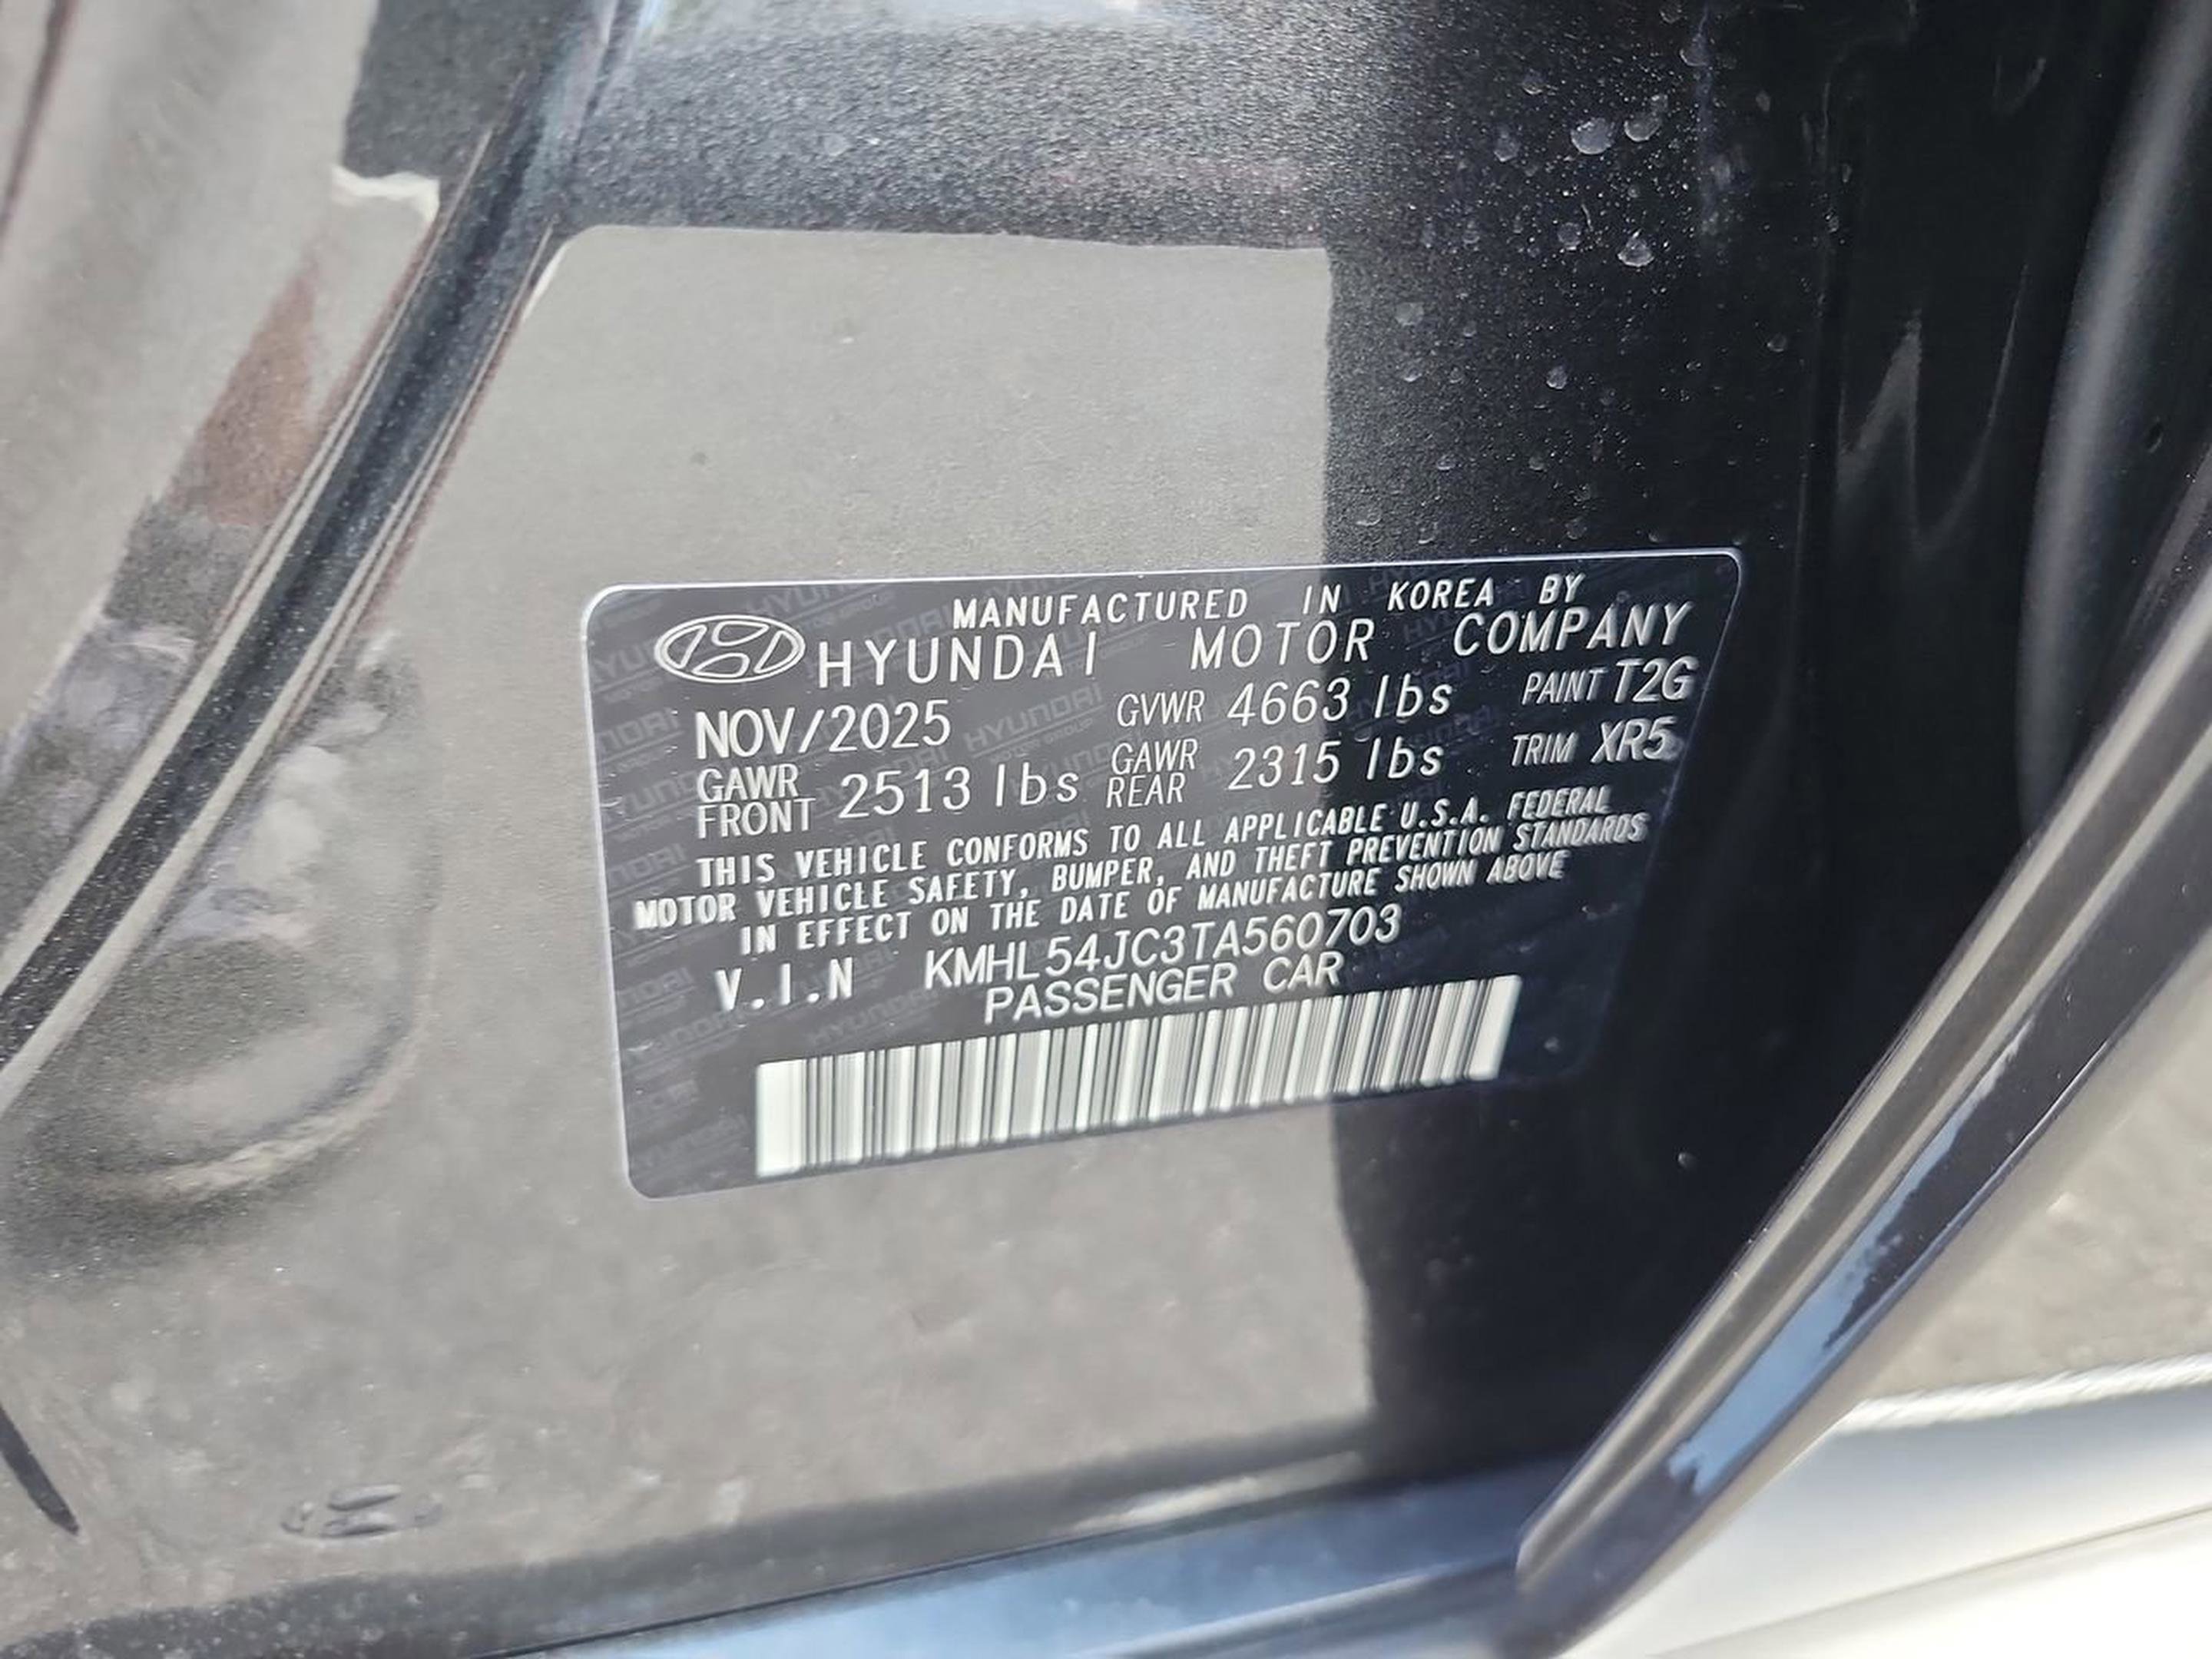 MANUFACTURED IN KOREA BY
HYUNDAI MOTOR COMPANY
NOV/2025 GVWR 4663 lbs PAINT T2G
GAWR FRONT 2513 lbs GAWR REAR 2315 lbs TRIM XR5
THIS VEHICLE CONFORMS TO ALL APPLICABLE U.S.A. FEDERAL
MOTOR VEHICLE SAFETY, BUMPER, AND THEFT PREVENTION STANDARDS
IN EFFECT ON THE DATE OF MANUFACTURE SHOWN ABOVE
V.I.N KMHL54JC3TA560703
PASSENGER CAR